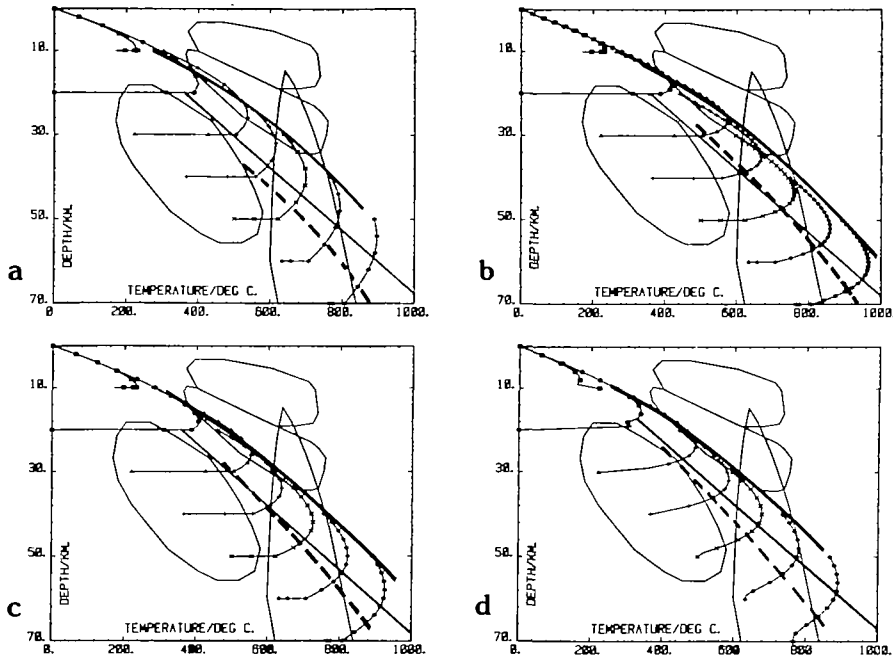 10.
30.
50.
70.
DEPTH/KM.
TEMPERATURE/DEG C.
0. 200. 400. 600. 800. 1000.
a
10.
30.
50.
70.
DEPTH/KM.
TEMPERATURE/DEG C.
0. 200. 400. 600. 800. 1000.
b
10.
30.
50.
70.
DEPTH/KM.
TEMPERATURE/DEG C.
0. 200. 400. 600. 800. 1000.
c
10.
30.
50.
70.
DEPTH/KM.
TEMPERATURE/DEG C.
0. 200. 400. 600. 800. 1000.
d